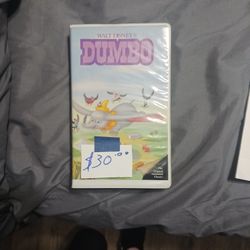 WALT DISNEY'S
DUMBO
$30.00